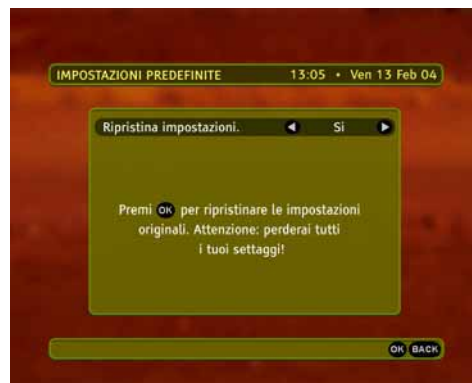 IMPOSTAZIONI PREDEFINITE 13:05 • Ven 13 Feb 04
Ripristina impostazioni. Si
Premi OK per ripristinare le impostazioni
originali. Attenzione: perderai tutti
i tuoi settaggi!
OK BACK